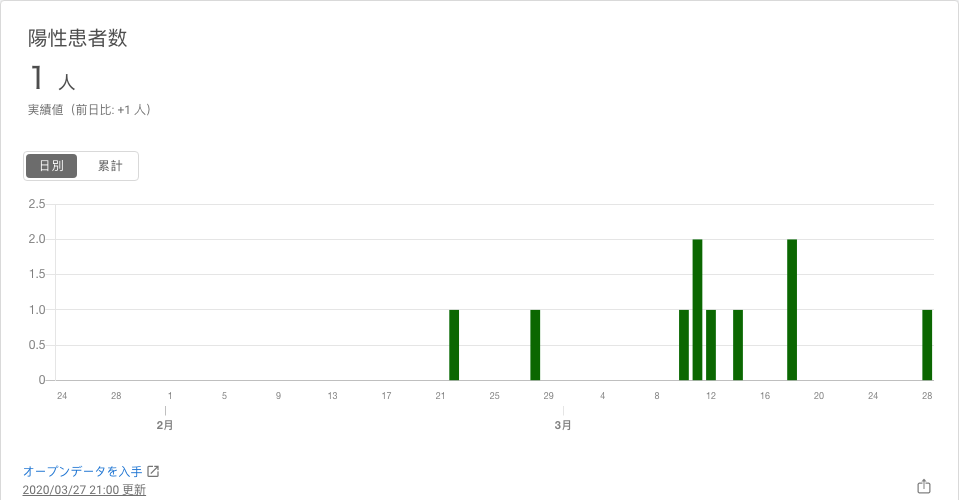 陽性患者数
1 人
実績値（前日比: +1 人）
日別 累計
2.5
2.0
1.5
1.0
0.5
0
24 28 1 5 9 13 17 21 25 29 4 8 12 16 20 24 28
2月 3月
オープンデータを入手
2020/03/27 21:00 更新